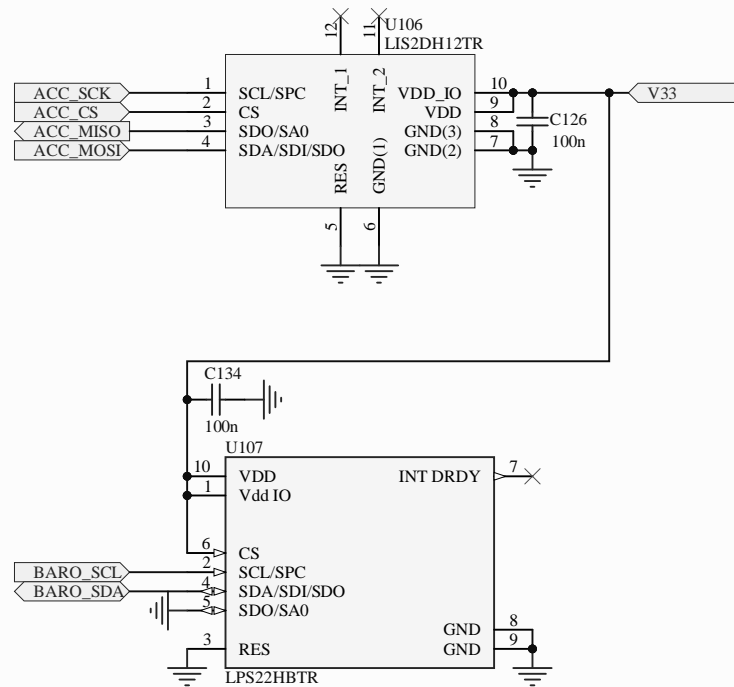 12
11
U106
LIS2DH12TR
ACC_SCK 1 SCL/SPC INT_1 INT_2 VDD_IO 10 V33
ACC_CS 2 CS VDD 9
ACC_MISO 3 SDO/SA0 GND(3) 8 C126
ACC_MOSI 4 SDA/SDI/SDO GND(2) 7 100n
RES GND(1)
5 6
C134
100n
U107
10 VDD INT DRDY 7
1 Vdd IO
6 CS
BARO_SCL 2 SCL/SPC
BARO_SDA 4 SDA/SDI/SDO
5 SDO/SA0
GND 8
3 RES GND 9
LPS22HBTR